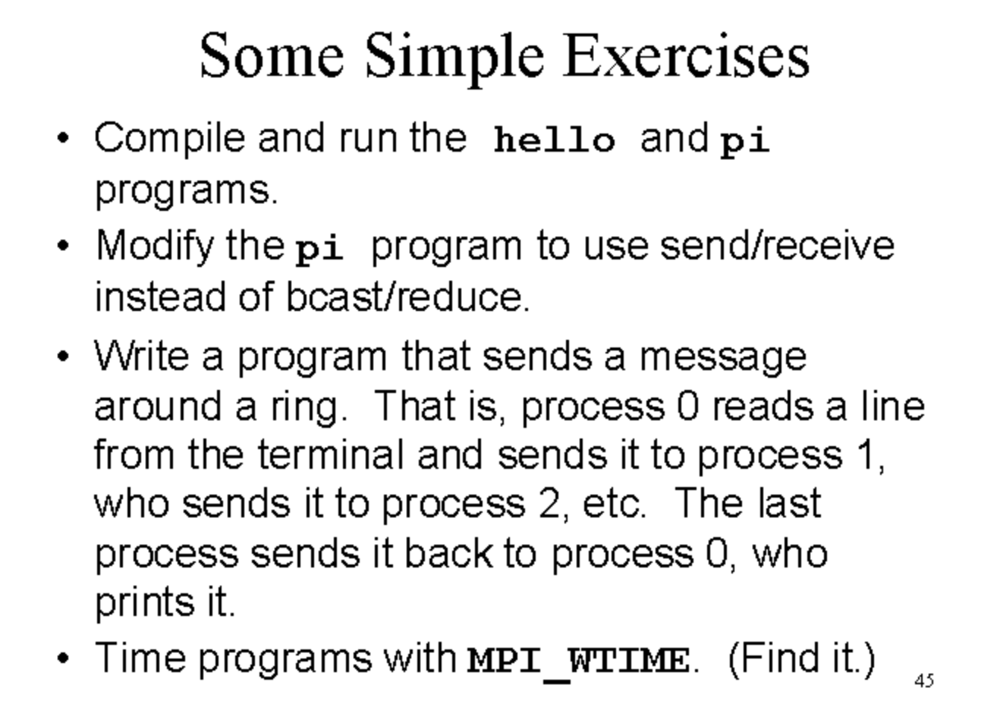 Some Simple Exercises
• Compile and run the hello and pi
programs.
• Modify the pi program to use send/receive
instead of bcast/reduce.
• Write a program that sends a message
around a ring. That is, process 0 reads a line
from the terminal and sends it to process 1,
who sends it to process 2, etc. The last
process sends it back to process 0, who
prints it.
• Time programs with MPI_WTIME. (Find it.)
45